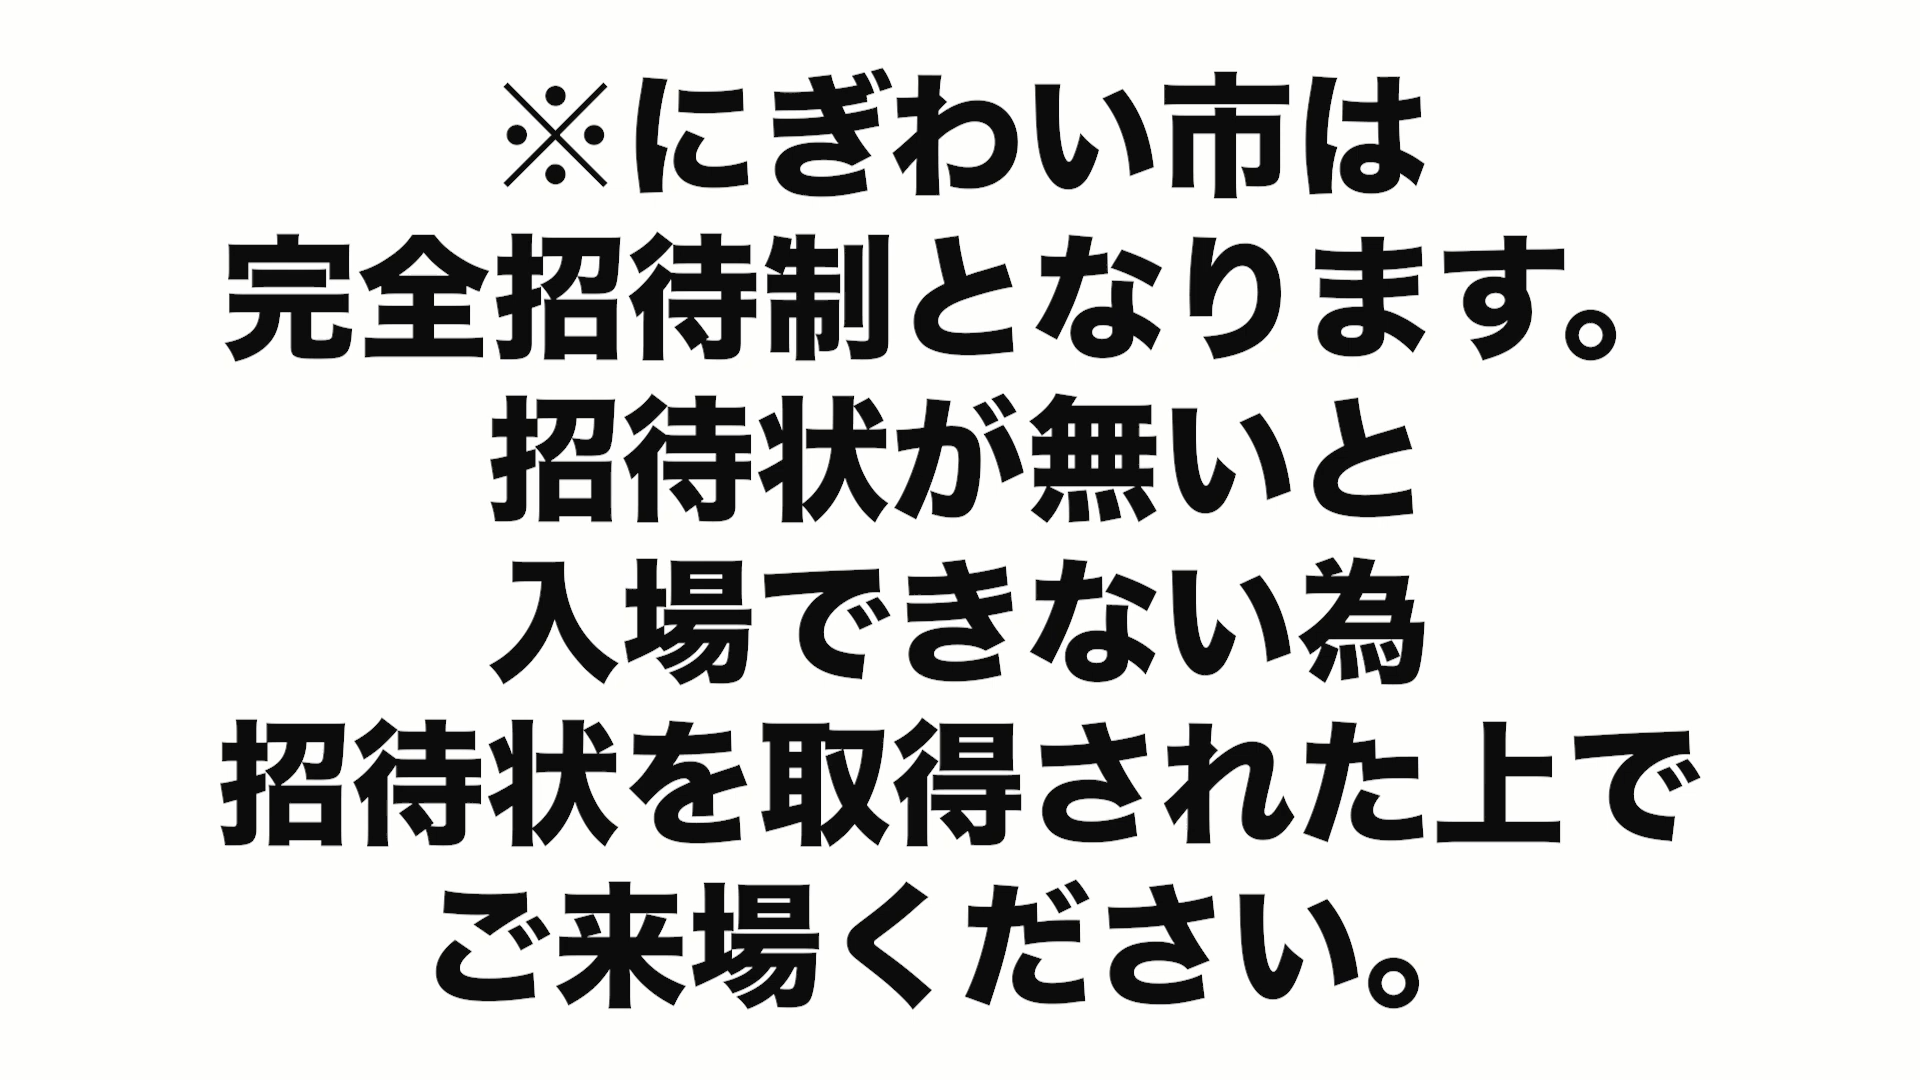 ※にぎわい市は
完全招待制となります。
招待状が無いと
入場できない為
招待状を取得された上で
ご来場ください。